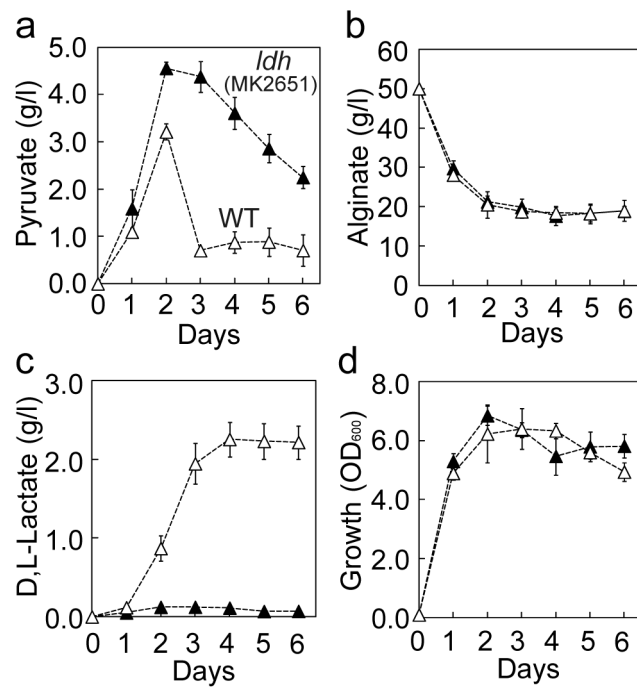 a
Pyruvate (g/l)
5.0
4.0
3.0
2.0
1.0
0.0
ldh
(MK2651)
WT
0 1 2 3 4 5 6
Days
b
Alginate (g/l)
60
50
40
30
20
10
0
0 1 2 3 4 5 6
Days
c
D,L-Lactate (g/l)
3.0
2.0
1.0
0.0
0 1 2 3 4 5 6
Days
d
Growth (OD600)
8.0
6.0
4.0
2.0
0.0
0 1 2 3 4 5 6
Days